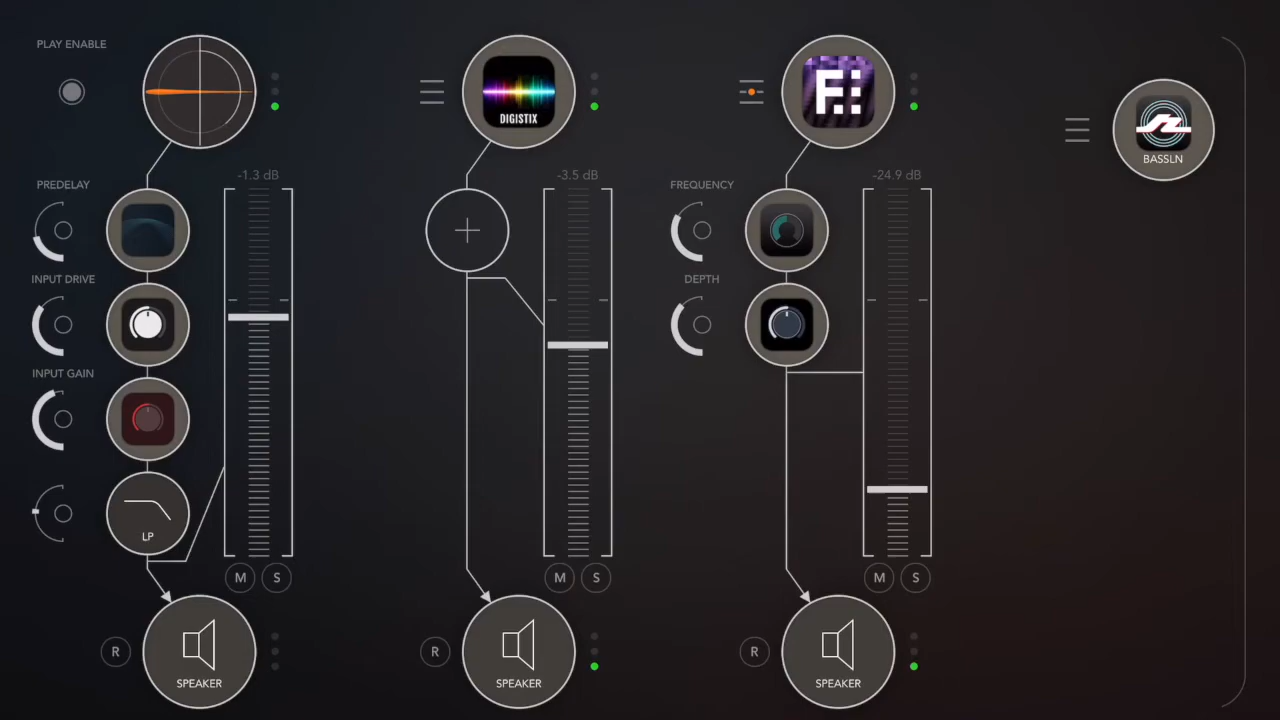 PLAY ENABLE
DIGISTIX
F
BASSLN
PREDELAY
-1.3 dB
-3.5 dB
FREQUENCY
-24.9 dB
INPUT DRIVE
DEPTH
INPUT GAIN
LP
M S
M S
M S
R
SPEAKER
R
SPEAKER
R
SPEAKER